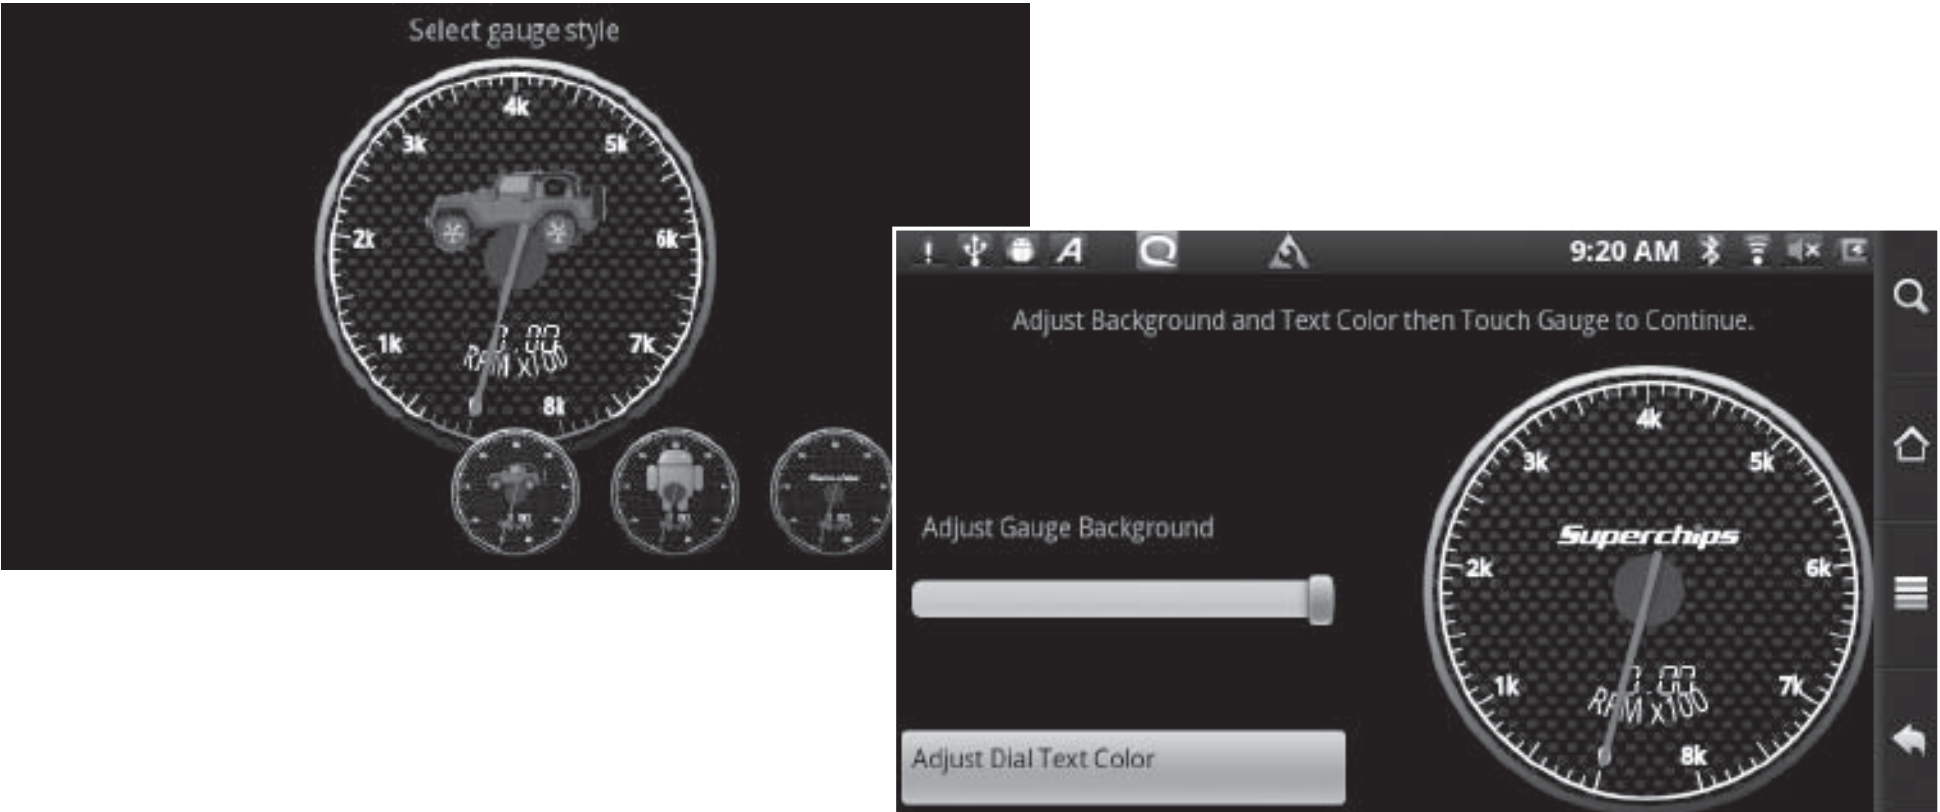 Select gauge style
4k
3k
5k
2k
6k
1k
7k
RPM x100
8k
9:20 AM
Adjust Background and Text Color then Touch Gauge to Continue.
4k
3k
5k
Adjust Gauge Background
Superchips
2k
6k
1k
7k
RPM x100
Adjust Dial Text Color
8k